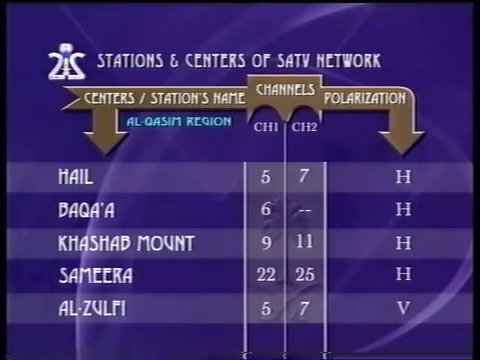 STATIONS & CENTERS OF SATV NETWORK
CENTERS / STATION'S NAME CHANNELS POLARIZATION
AL-QASIM REGION CH1 CH2
HAIL 5 7 H
BAQA'A 6 -- H
KHASHAB MOUNT 9 11 H
SAMEERA 22 25 H
AL-ZULFI 5 7 V